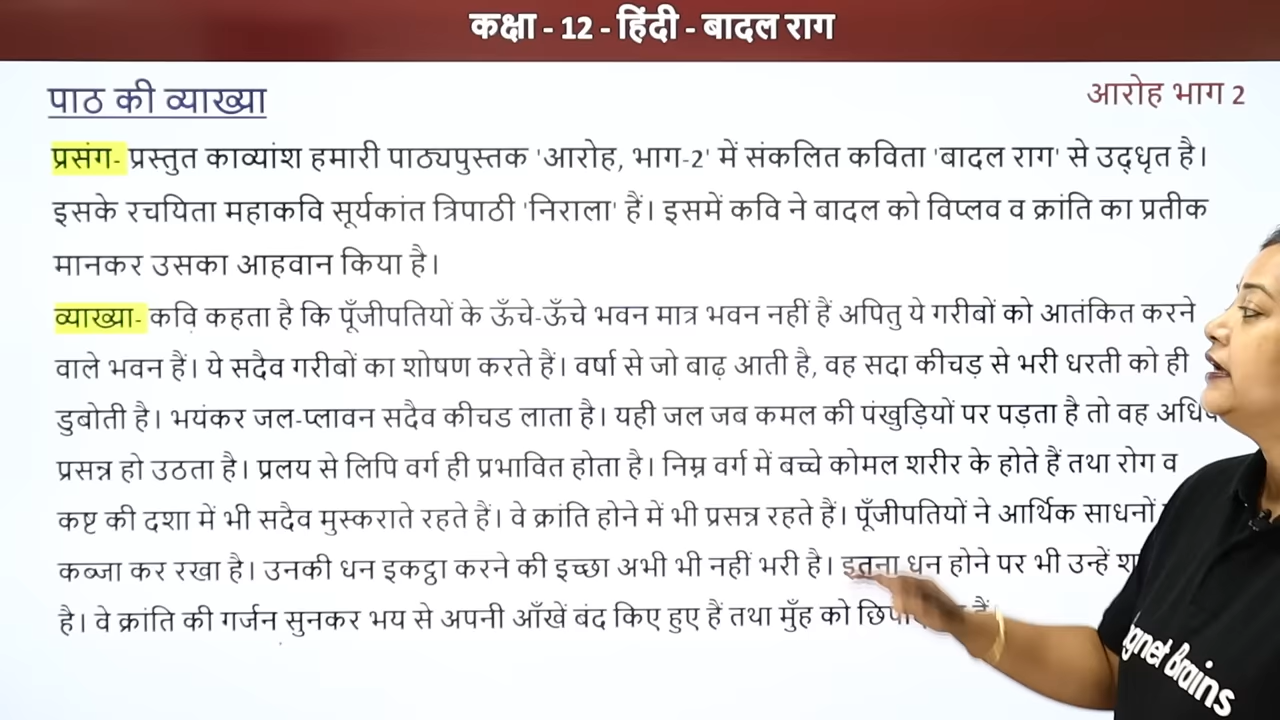 कक्षा - 12 - हिंदी - बादल राग
पाठ की व्याख्या
आरोह भाग 2
प्रसंग- प्रस्तुत काव्यांश हमारी पाठ्यपुस्तक 'आरोह, भाग-2' में संकलित कविता 'बादल राग' से उद्धृत है।
इसके रचयिता महाकवि सूर्यकांत त्रिपाठी 'निराला' हैं। इसमें कवि ने बादल को विप्लव व क्रांति का प्रतीक
मानकर उसका आहवान किया है।
व्याख्या- कवि कहता है कि पूँजीपतियों के ऊँचे-ऊँचे भवन मात्र भवन नहीं हैं अपितु ये गरीबों को आतंकित करने
वाले भवन हैं। ये सदैव गरीबों का शोषण करते हैं। वर्षा से जो बाढ़ आती है, वह सदा कीचड़ से भरी धरती को ही
डुबोती है। भयंकर जल-प्लावन सदैव कीचड लाता है। यही जल जब कमल की पंखुड़ियों पर पड़ता है तो वह
प्रसन्न हो उठता है। प्रलय से लिपि वर्ग ही प्रभावित होता है। निम्न वर्ग में बच्चे कोमल शरीर के होते हैं तथा रोग व
कष्ट की दशा में भी सदैव मुस्कराते रहते हैं। वे क्रांति होने में भी प्रसन्न रहते हैं। पूँजीपतियों ने आर्थिक साधनों
कब्जा कर रखा है। उनकी धन इकट्ठा करने की इच्छा अभी भी नहीं भरी है। इतना धन होने पर भी उन्हें
है। वे क्रांति की गर्जन सुनकर भय से अपनी आँखें बंद किए हुए हैं तथा मुँह को हैं।
Brains